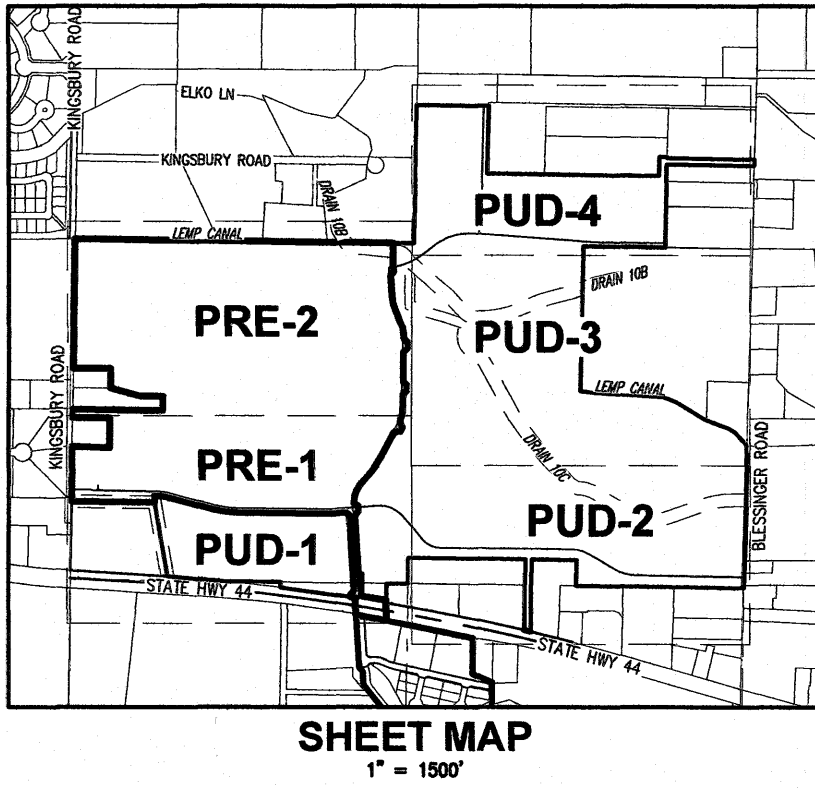 KINGSBURY ROAD
ELKO LN
KINGSBURY ROAD
DRAIN 10B
LEMP CANAL
PUD-4
DRAIN 10B
PRE-2
PUD-3
KINGSBURY ROAD
LEMP CANAL
DRAIN 10C
BLESSINGER ROAD
PRE-1
PUD-2
PUD-1
STATE HWY 44
STATE HWY 44
SHEET MAP
1" = 1500'